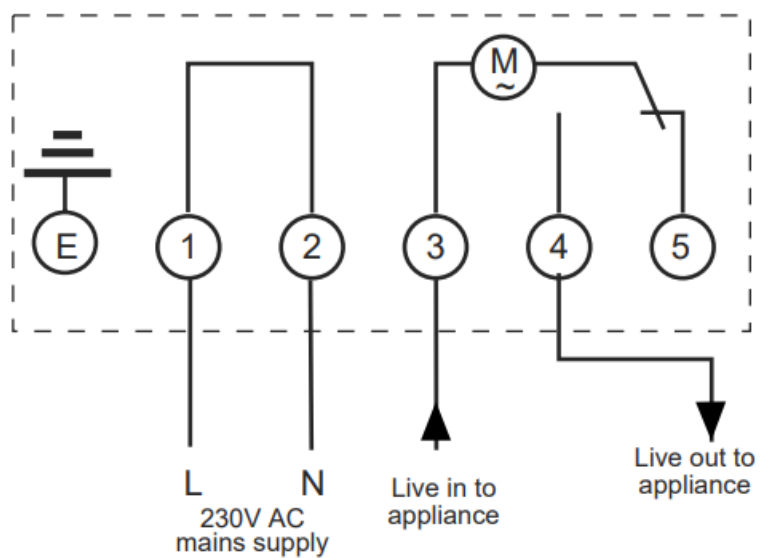 M
~
E 1 2 3 4 5
L N
230V AC
mains supply
Live in to
appliance
Live out to
appliance